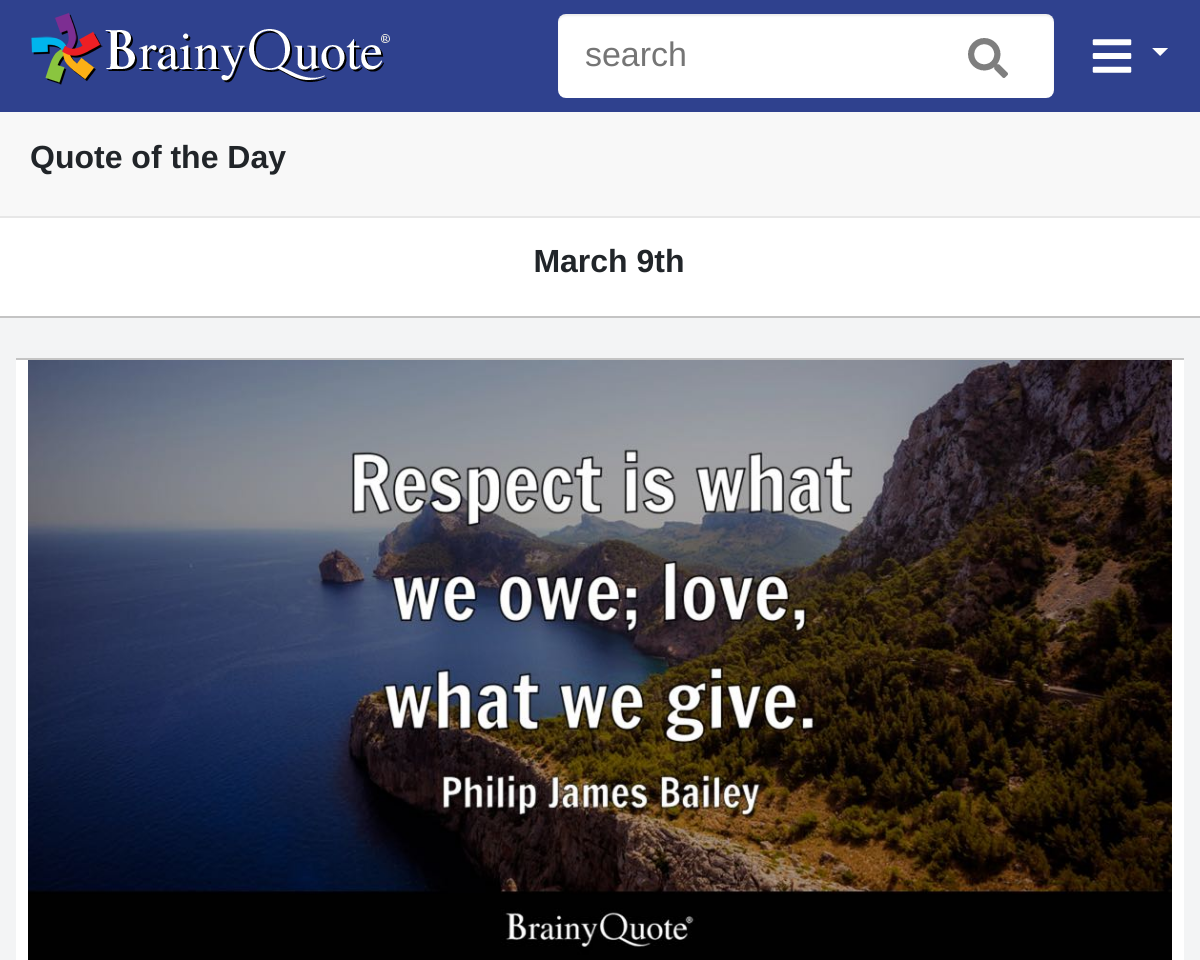 BrainyQuote®
search
Quote of the Day
March 9th
Respect is what
we owe; love,
what we give.
Philip James Bailey
BrainyQuote®